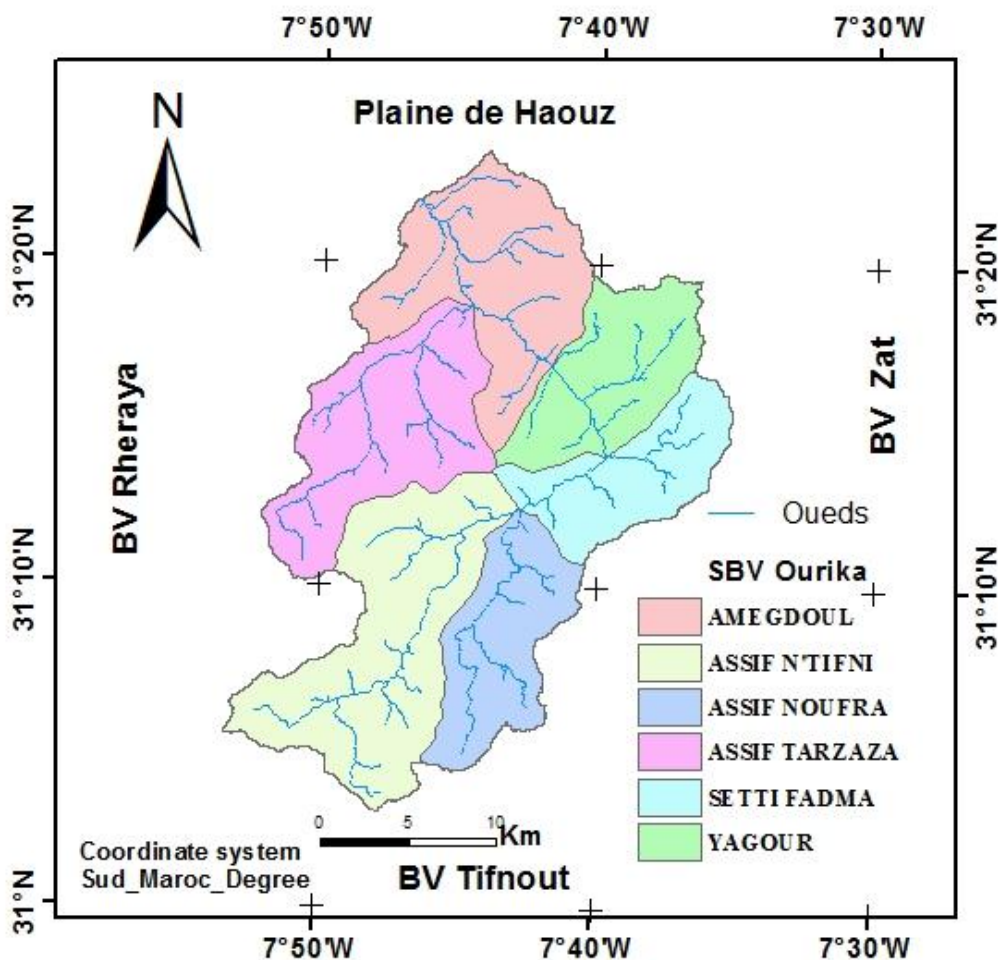 7°50'W 7°40'W 7°30'W
N
Plaine de Haouz
31°20'N
31°20'N
BV Rheraya
BV Zat
Oueds
SBV Ourika
31°10'N
31°10'N
AMEGDOUL
ASSIF N'TIFNI
ASSIF NOUFRA
ASSIF TARZAZA
SETTI FADMA
YAGOUR
0 5 10 Km
Coordinate system
Sud_Maroc_Degree
BV Tifnout
31°N
31°N
7°50'W 7°40'W 7°30'W